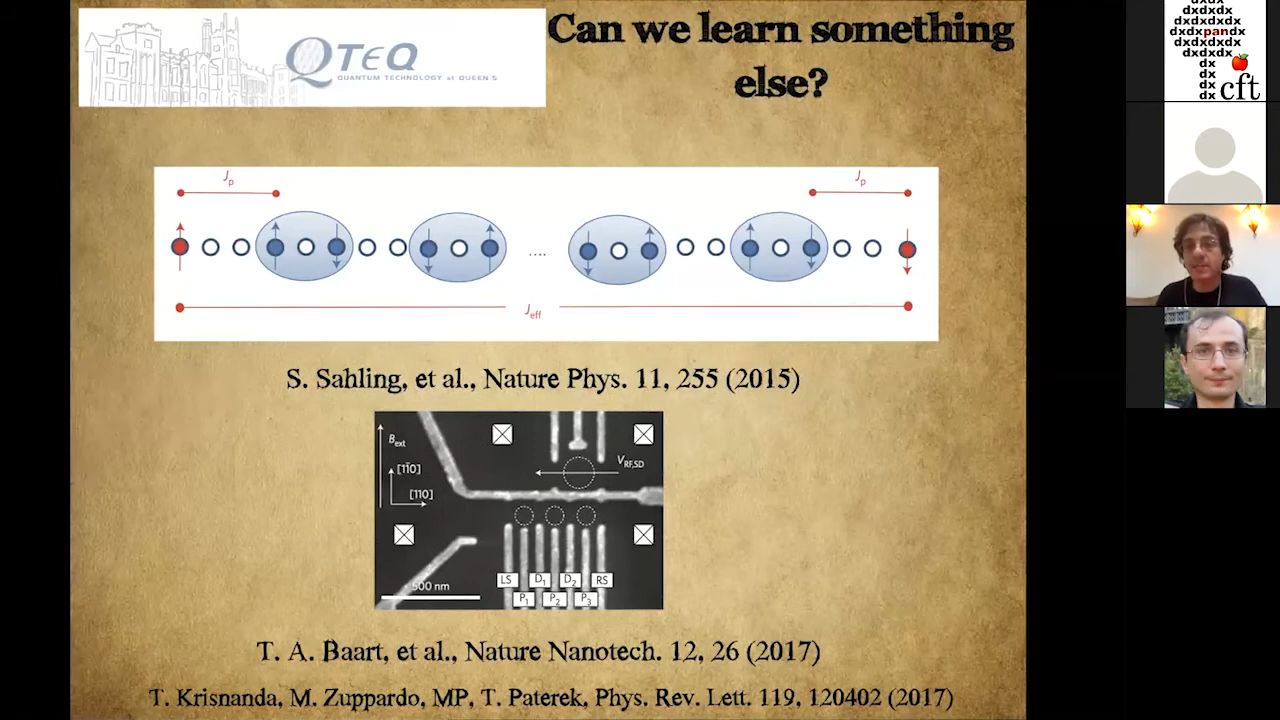 QTEQ
QUANTUM TECHNOLOGY at QUEEN'S
Can we learn something
else?
Jp
Jp
....
Jeff
S. Sahling, et al., Nature Phys. 11, 255 (2015)
Bext
[11̄0]
[110]
VRF,SD
500 nm
LS D1 D2 RS
P1 P2 P3
T. A. Baart, et al., Nature Nanotech. 12, 26 (2017)
T. Krisnanda, M. Zuppardo, MP, T. Paterek, Phys. Rev. Lett. 119, 120402 (2017)
dxdx
dxdxdxdx
dxdxpandx
dxdxdxdx
dxdxdx
dx
dx
dx
dx cft